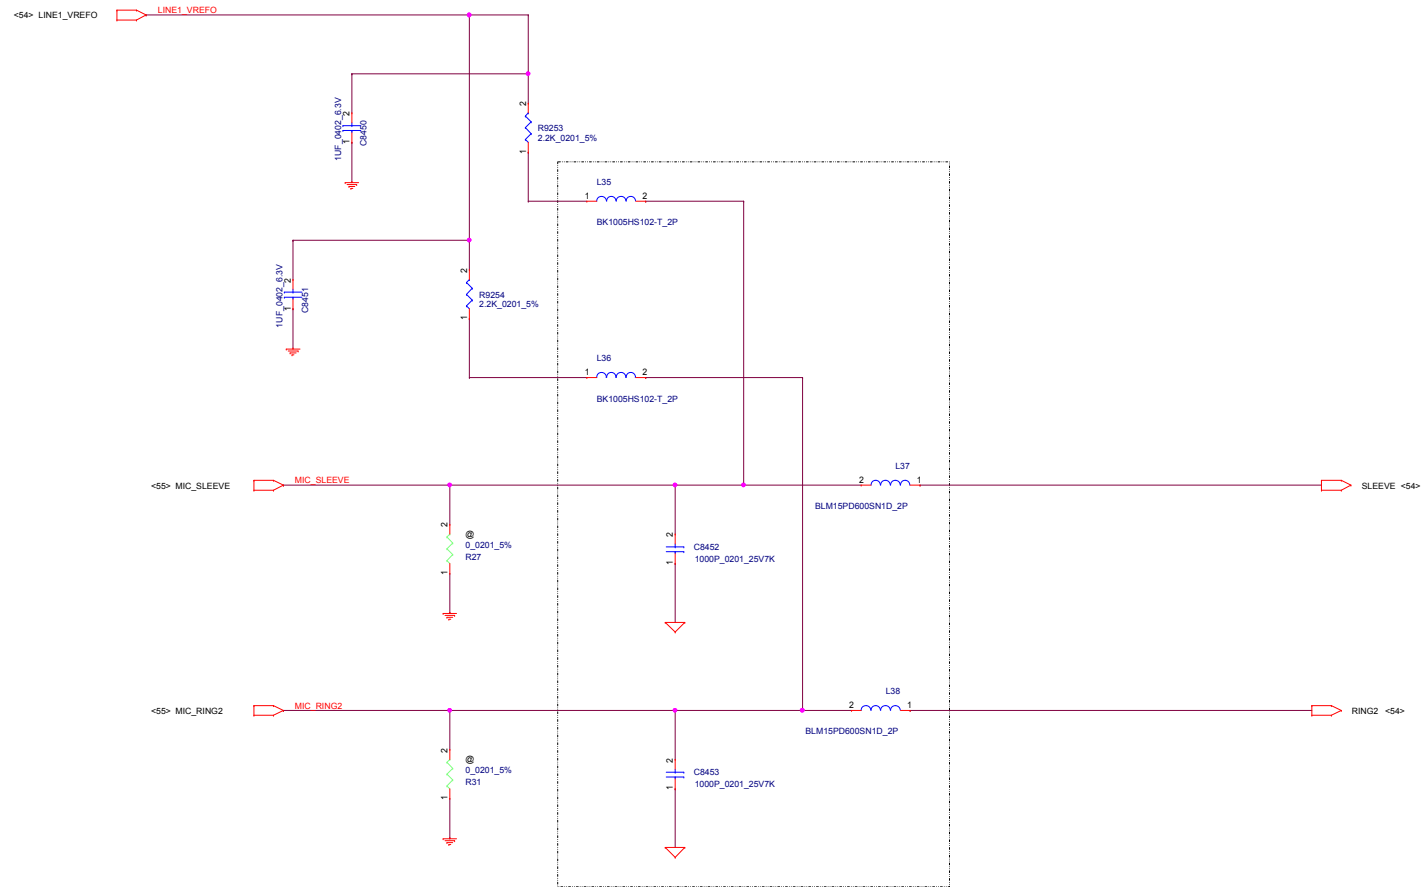 <54> LINE1_VREFO
LINE1_VREFO
2
1
1UF_0402_6.3V
C8450
2
1
R9253
2.2K_0201_5%
L35
1
2
BK1005HS102-T_2P
2
1
1UF_0402_6.3V
C8451
2
1
R9254
2.2K_0201_5%
L36
1
2
BK1005HS102-T_2P
<55> MIC_SLEEVE
MIC_SLEEVE
L37
2
1
BLM15PD600SN1D_2P
SLEEVE <54>
2
1
@
0_0201_5%
R27
2
1
C8452
1000P_0201_25V7K
<55> MIC_RING2
MIC_RING2
L38
2
1
BLM15PD600SN1D_2P
RING2 <54>
2
1
@
0_0201_5%
R31
2
1
C8453
1000P_0201_25V7K